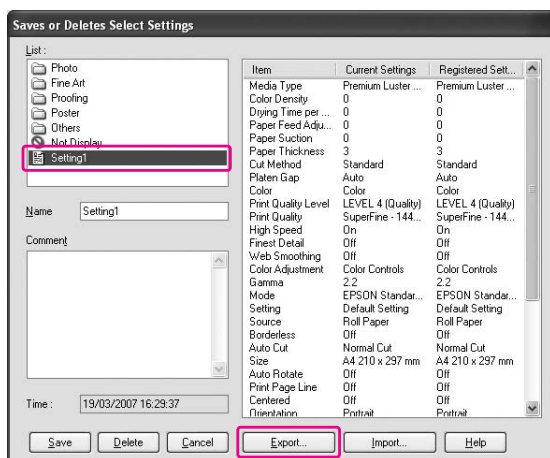 Saves or Deletes Select Settings
List :
Photo
Fine Art
Proofing
Poster
Others
Not Display
Setting1
Name Setting1
Comment
Time : 19/03/2007 16:29:37
Item Current Settings Registered Sett...
Media Type Premium Luster ... Premium Luster ...
Color Density 0 0
Drying Time per ... 0 0
Paper Feed Adju... 0 0
Paper Suction 0 0
Paper Thickness 3 3
Cut Method Standard Standard
Platen Gap Auto Auto
Color Color Color
Print Quality Level LEVEL 4 (Quality) LEVEL 4 (Quality)
Print Quality SuperFine - 144... SuperFine - 144...
High Speed On On
Finest Detail Off Off
Web Smoothing Off Off
Color Adjustment Color Controls Color Controls
Gamma 2.2 2.2
Mode EPSON Standar... EPSON Standar...
Setting Default Setting Default Setting
Source Roll Paper Roll Paper
Borderless Off Off
Auto Cut Normal Cut Normal Cut
Size A4 210 x 297 mm A4 210 x 297 mm
Auto Rotate Off Off
Print Page Line Off Off
Centered Off Off
Orientation Portrait Portrait
Save Delete Cancel Export... Import... Help